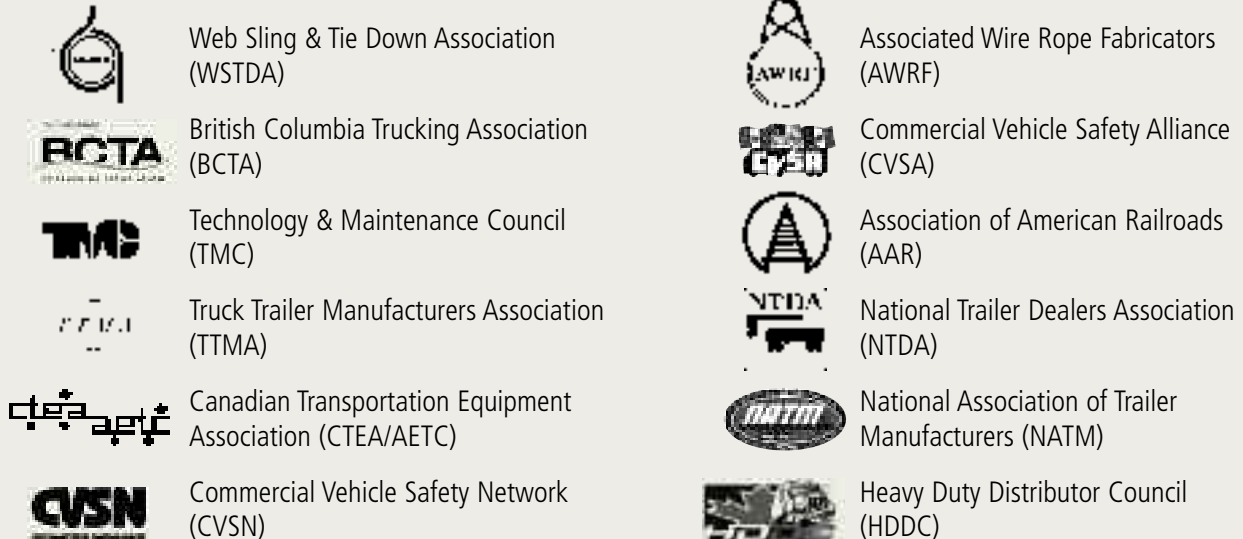 Web Sling & Tie Down Association
(WSTDA)
British Columbia Trucking Association
(BCTA)
Technology & Maintenance Council
(TMC)
Truck Trailer Manufacturers Association
(TTMA)
Canadian Transportation Equipment
Association (CTEA/AETC)
Commercial Vehicle Safety Network
(CVSN)
Associated Wire Rope Fabricators
(AWRF)
Commercial Vehicle Safety Alliance
(CVSA)
Association of American Railroads
(AAR)
National Trailer Dealers Association
(NTDA)
National Association of Trailer
Manufacturers (NATM)
Heavy Duty Distributor Council
(HDDC)
BCTA
TMC
ctea aetc
CVSN
AWRF
CVSA
NTDA
NATM